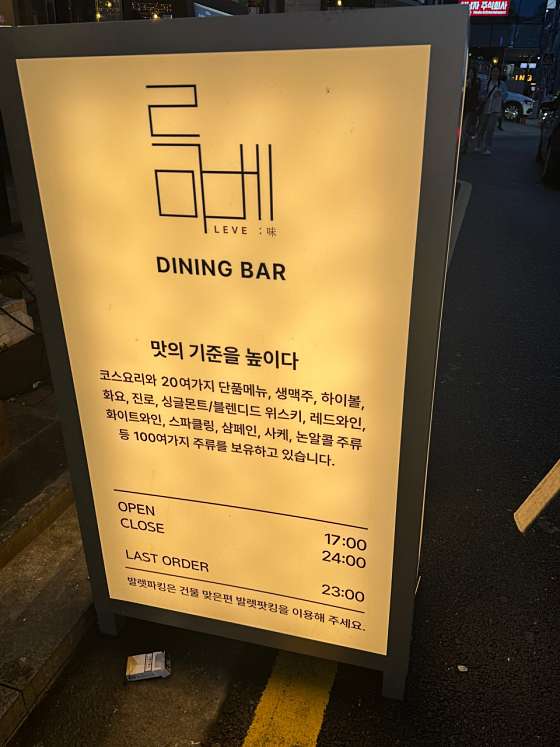 LEVE : 味
DINING BAR
맛의 기준을 높이다
코스요리와 20여가지 단품메뉴, 생맥주, 하이볼,
화요, 진로, 싱글몬트/블렌디드 위스키, 레드와인,
화이트와인, 스파클링, 샴페인, 사케, 논알콜 주류
등 100여가지 주류를 보유하고 있습니다.
OPEN 17:00
CLOSE 24:00
LAST ORDER 23:00
발렛파킹은 건물 맞은편 발렛팟킹을 이용해 주세요.
주식회사